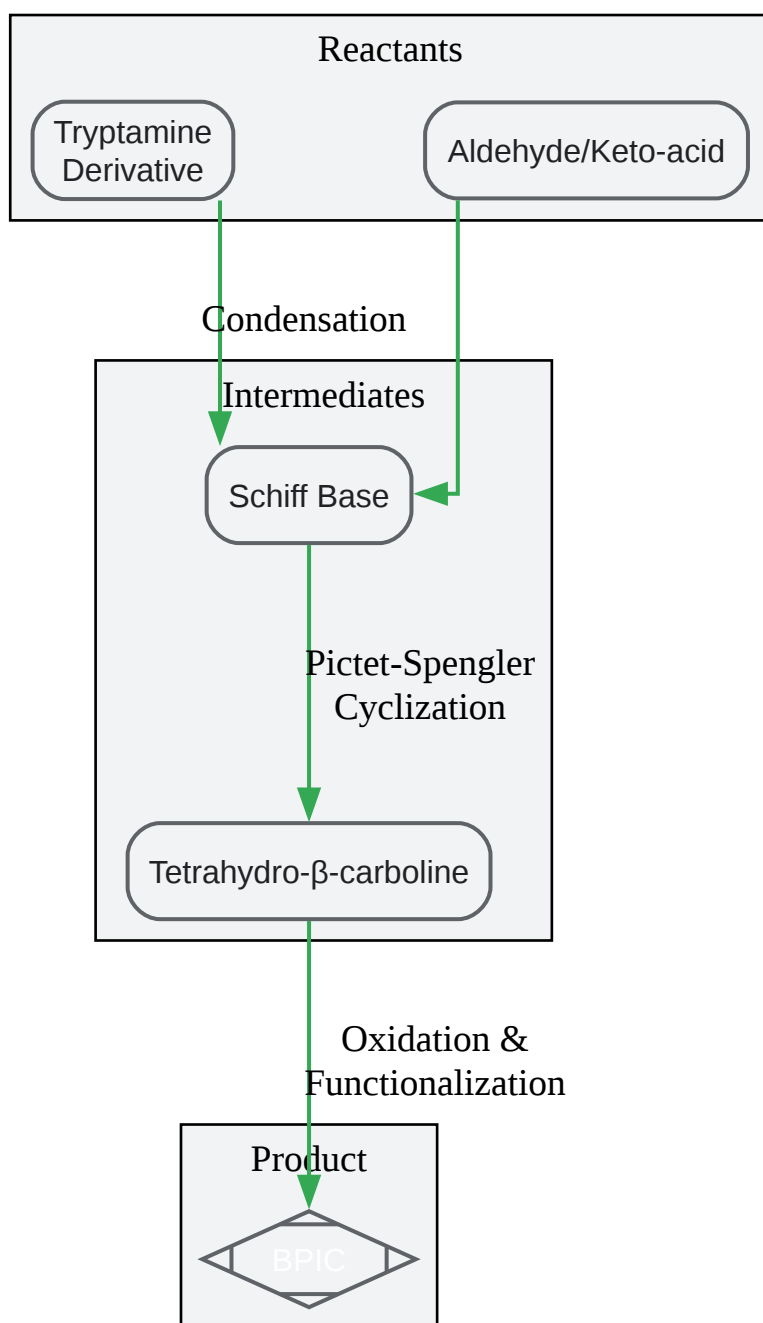 Reactants
Tryptamine
Derivative
Aldehyde/Keto-acid
Condensation
Intermediates
Schiff Base
Pictet-Spengler
Cyclization
Tetrahydro-β-carboline
Oxidation &
Functionalization
Product
BPIC